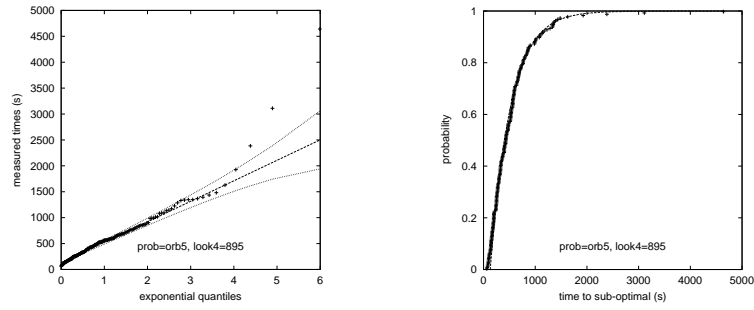 5000
4500
4000
3500
3000
2500
2000
1500
1000
500
0
measured times (s)
prob=orb5, look4=895
0 1 2 3 4 5 6
exponential quantiles
1
0.8
0.6
0.4
0.2
0
probability
prob=orb5, look4=895
0 1000 2000 3000 4000 5000
time to sub-optimal (s)